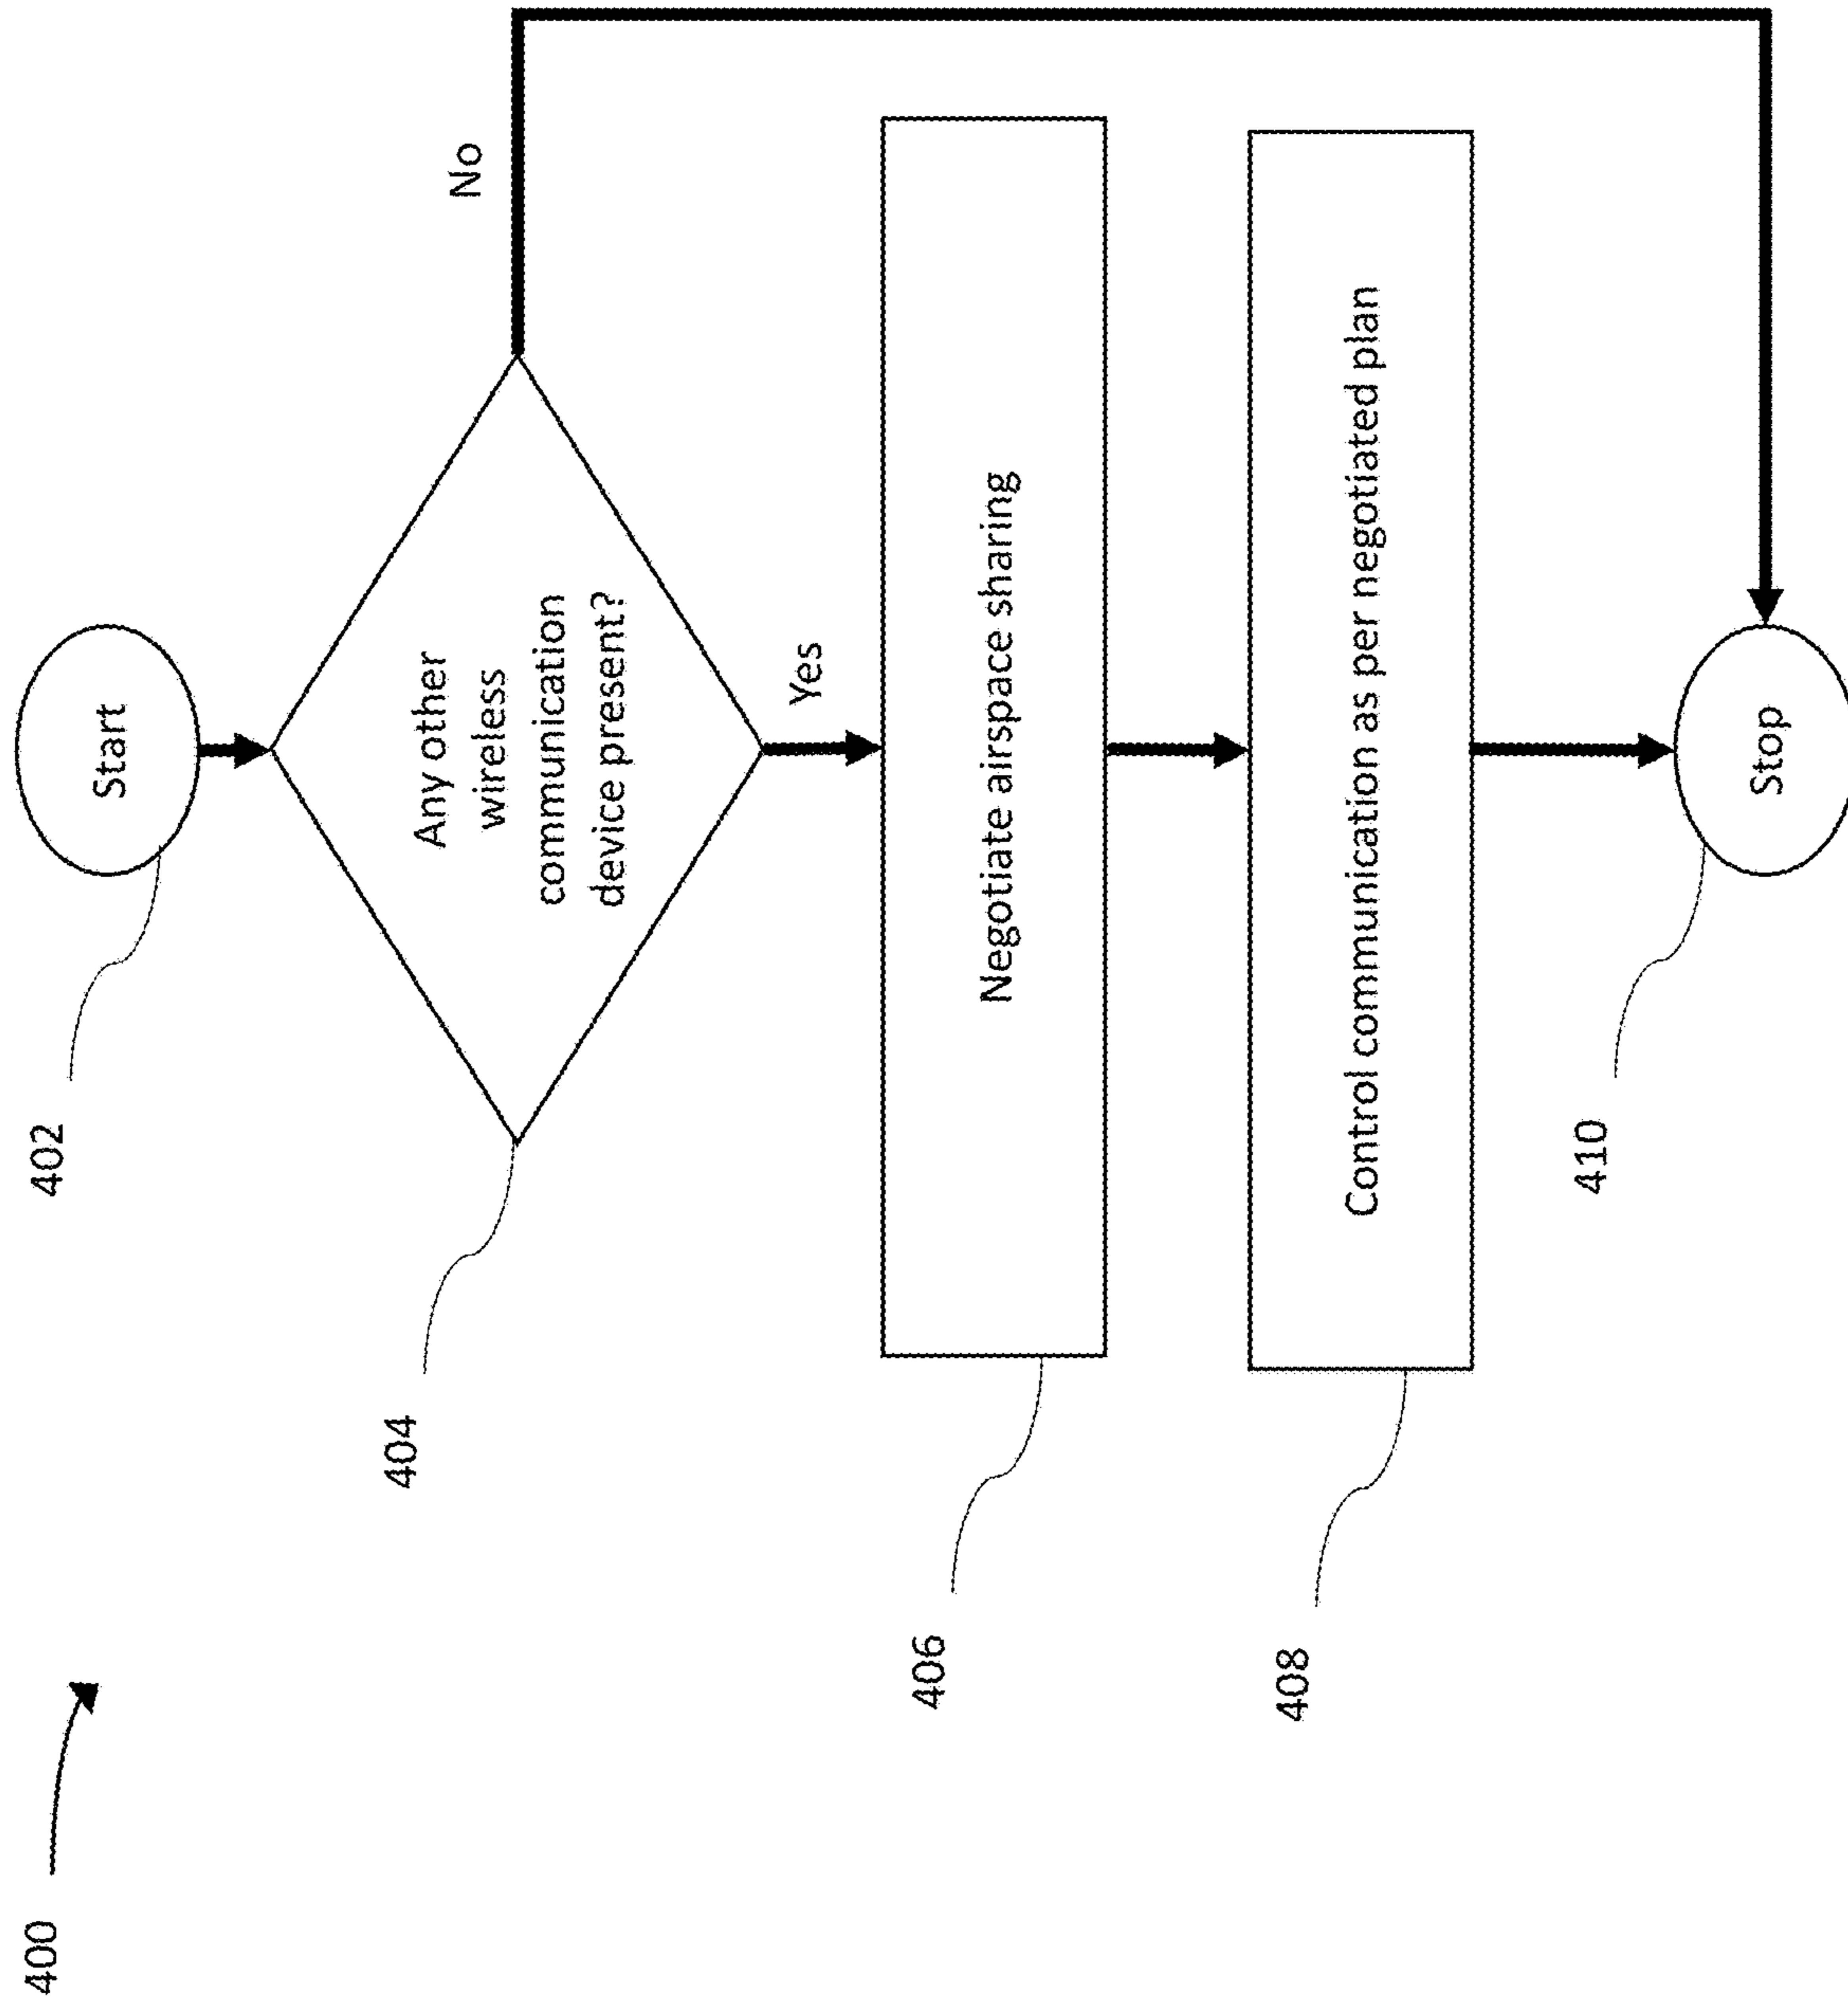 400
402
Start
404
Any other
wireless
communication
device present?
No
Yes
406
Negotiate airspace sharing
408
Control communication as per negotiated plan
410
Stop